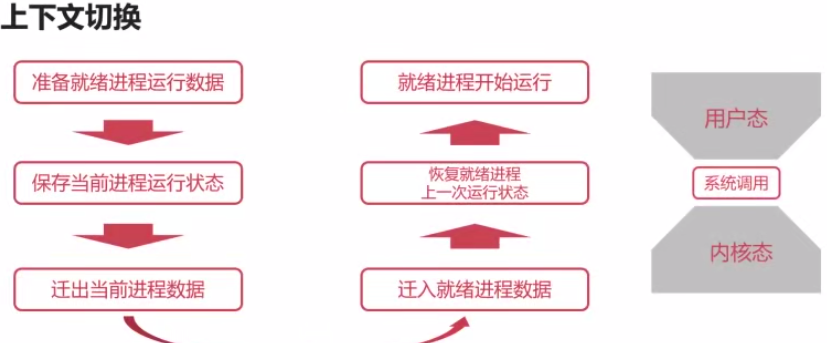 上下文切换
准备就绪进程运行数据
保存当前进程运行状态
迁出当前进程数据
迁入就绪进程数据
恢复就绪进程
上一次运行状态
就绪进程开始运行
用户态
系统调用
内核态